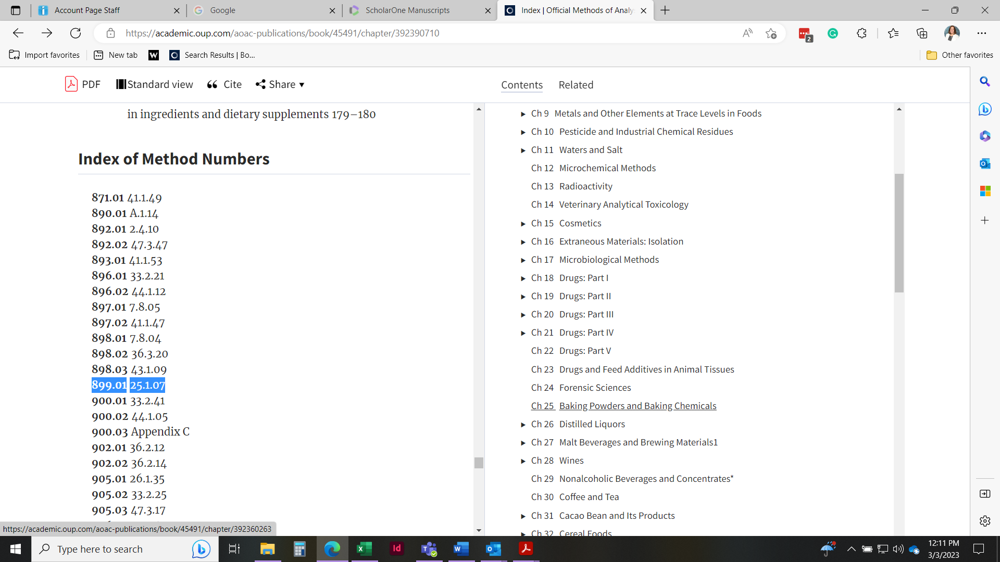 Account Page Staff
Google
ScholarOne Manuscripts
Index | Official Methods of Analy
https://academic.oup.com/aoac-publications/book/45491/chapter/392390710
2
Import favorites
New tab
W
Search Results | Bo...
Other favorites
PDF
Standard view
Cite
Share
Contents
Related
in ingredients and dietary supplements 179–180
Index of Method Numbers
871.01 41.1.49
890.01 A.1.14
892.01 2.4.10
892.02 47.3.47
893.01 41.1.53
896.01 33.2.21
896.02 44.1.12
897.01 7.8.05
897.02 41.1.47
898.01 7.8.04
898.02 36.3.20
898.03 43.1.09
899.01 25.1.07
900.01 33.2.41
900.02 44.1.05
900.03 Appendix C
902.01 36.2.12
902.02 36.2.14
905.01 26.1.35
905.02 33.2.25
905.03 47.3.17
Ch 9 Metals and Other Elements at Trace Levels in Foods
Ch 10 Pesticide and Industrial Chemical Residues
Ch 11 Waters and Salt
Ch 12 Microchemical Methods
Ch 13 Radioactivity
Ch 14 Veterinary Analytical Toxicology
Ch 15 Cosmetics
Ch 16 Extraneous Materials: Isolation
Ch 17 Microbiological Methods
Ch 18 Drugs: Part I
Ch 19 Drugs: Part II
Ch 20 Drugs: Part III
Ch 21 Drugs: Part IV
Ch 22 Drugs: Part V
Ch 23 Drugs and Feed Additives in Animal Tissues
Ch 24 Forensic Sciences
Ch 25 Baking Powders and Baking Chemicals
Ch 26 Distilled Liquors
Ch 27 Malt Beverages and Brewing Materials1
Ch 28 Wines
Ch 29 Nonalcoholic Beverages and Concentrates*
Ch 30 Coffee and Tea
Ch 31 Cacao Bean and Its Products
Ch 32 Cereal Foods
https://academic.oup.com/aoac-publications/book/45491/chapter/392360263
Type here to search
Id
12:11 PM
3/3/2023